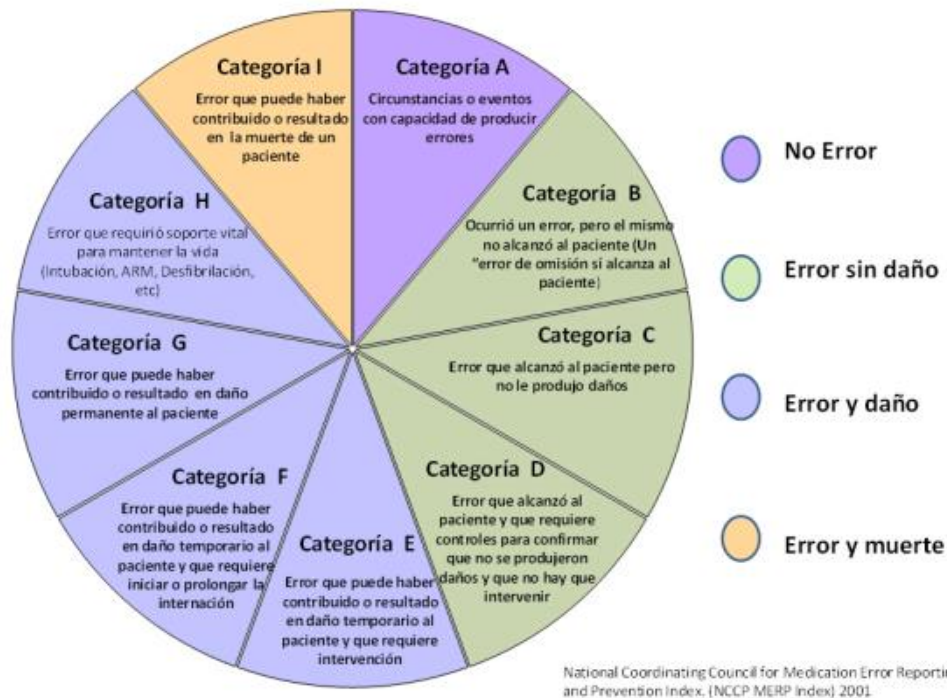 Categoría A
Circunstancias o eventos
con capacidad de producir
errores
Categoría B
Ocurrió un error, pero el mismo
no alcanzó al paciente (Un
"error de omisión si alcanza al
paciente)
Categoría C
Error que alcanzó al paciente pero
no le produjo daños
Categoría D
Error que alcanzó al
paciente y que requiere
controles para confirmar
que no se produjeron
daños y que no hay que
intervenir
Categoría E
Error que puede haber
contribuido o resultado
en daño temporario al
paciente y que requiere
intervención
Categoría F
Error que puede haber
contribuido o resultado
en daño temporario al
paciente y que requiere
iniciar o prolongar la
internación
Categoría G
Error que puede haber
contribuido o resultado en daño
permanente al paciente
Categoría H
Error que requirió soporte vital
para mantener la vida
(Intubación, ARM, Desfibrilación,
etc)
Categoría I
Error que puede haber
contribuido o resultado
en la muerte de un
paciente
No Error
Error sin daño
Error y daño
Error y muerte
National Coordinating Council for Medication Error Reportin
and Prevention Index. (NCCP MERP Index) 2001